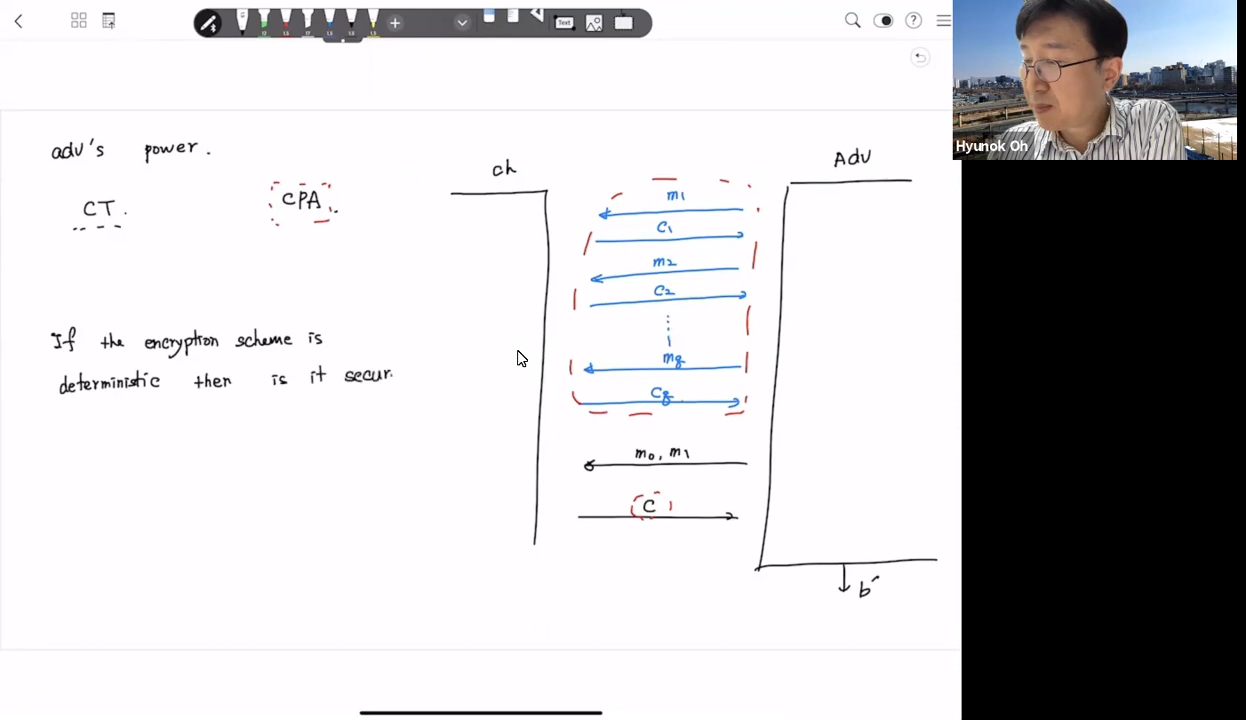 Text
Hyunok Oh
adv's power.
CT.
CPA.
If the encryption scheme is
deterministic then is it secur.
ch
Adv
m1
c1
m2
c2
mq
cq
m0, m1
C
b'